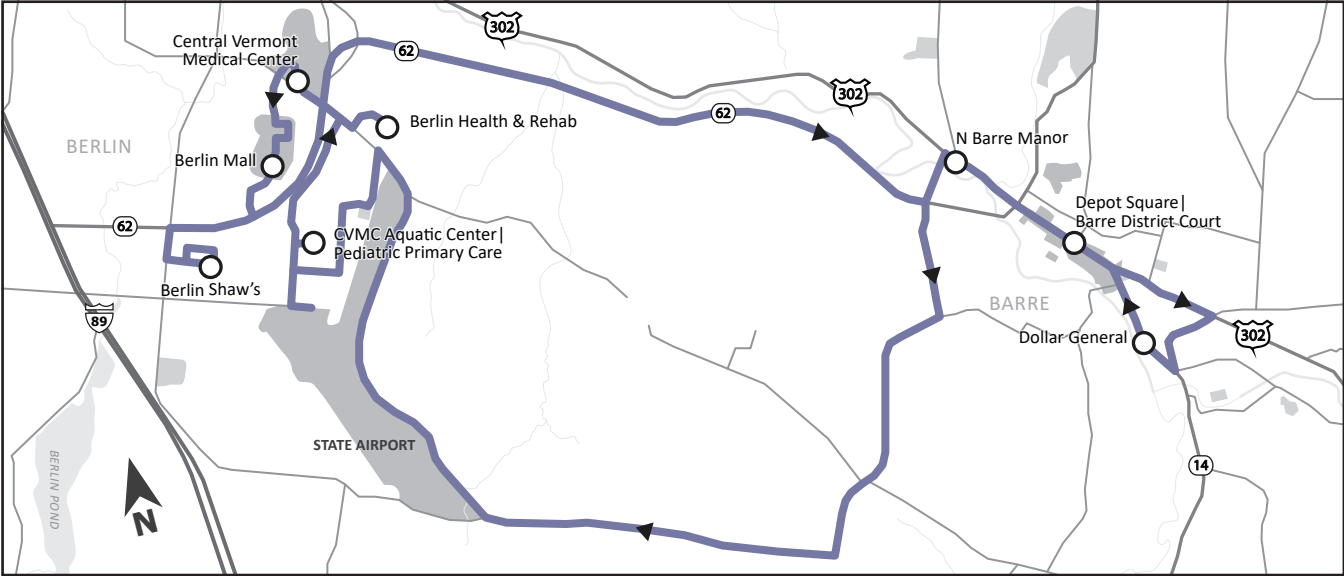 302
Central Vermont
Medical Center
62
302
62
Berlin Health & Rehab
N Barre Manor
BERLIN
Berlin Mall
Depot Square|
Barre District Court
62
CVMC Aquatic Center|
Pediatric Primary Care
Berlin Shaw's
BARRE
89
Dollar General
302
STATE AIRPORT
BERLIN POND
14
N